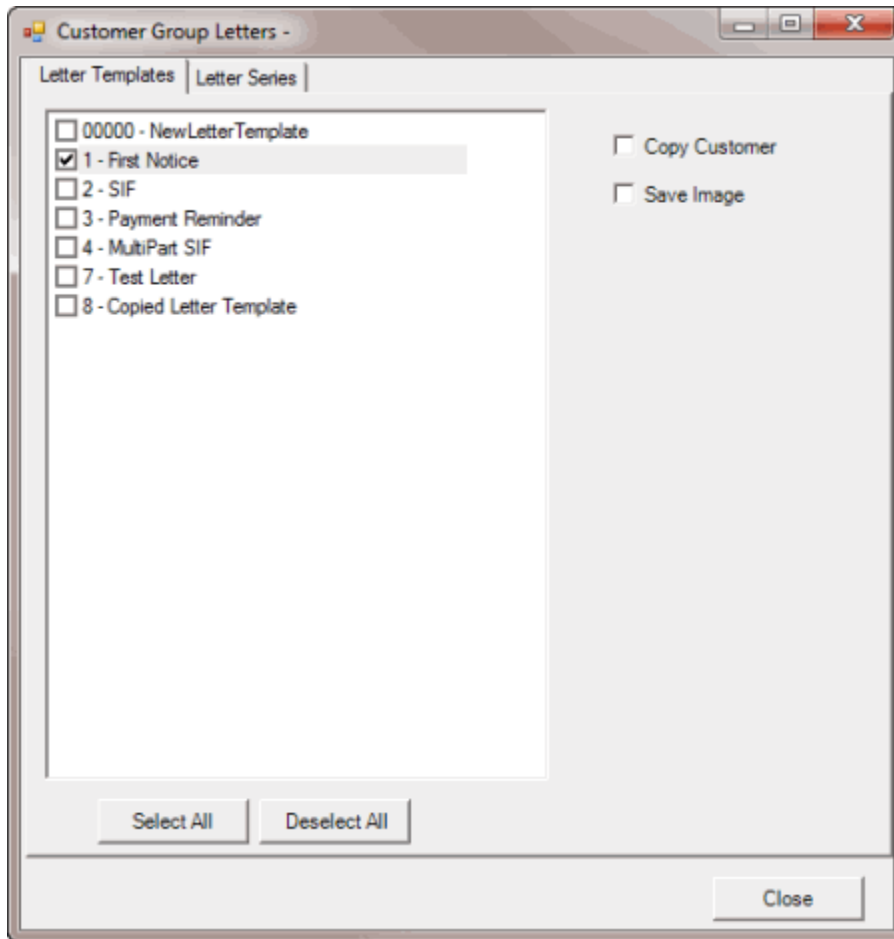 Customer Group Letters -
Letter Templates
Letter Series
00000 - NewLetterTemplate
1 - First Notice
2 - SIF
3 - Payment Reminder
4 - MultiPart SIF
7 - Test Letter
8 - Copied Letter Template
Copy Customer
Save Image
Select All
Deselect All
Close